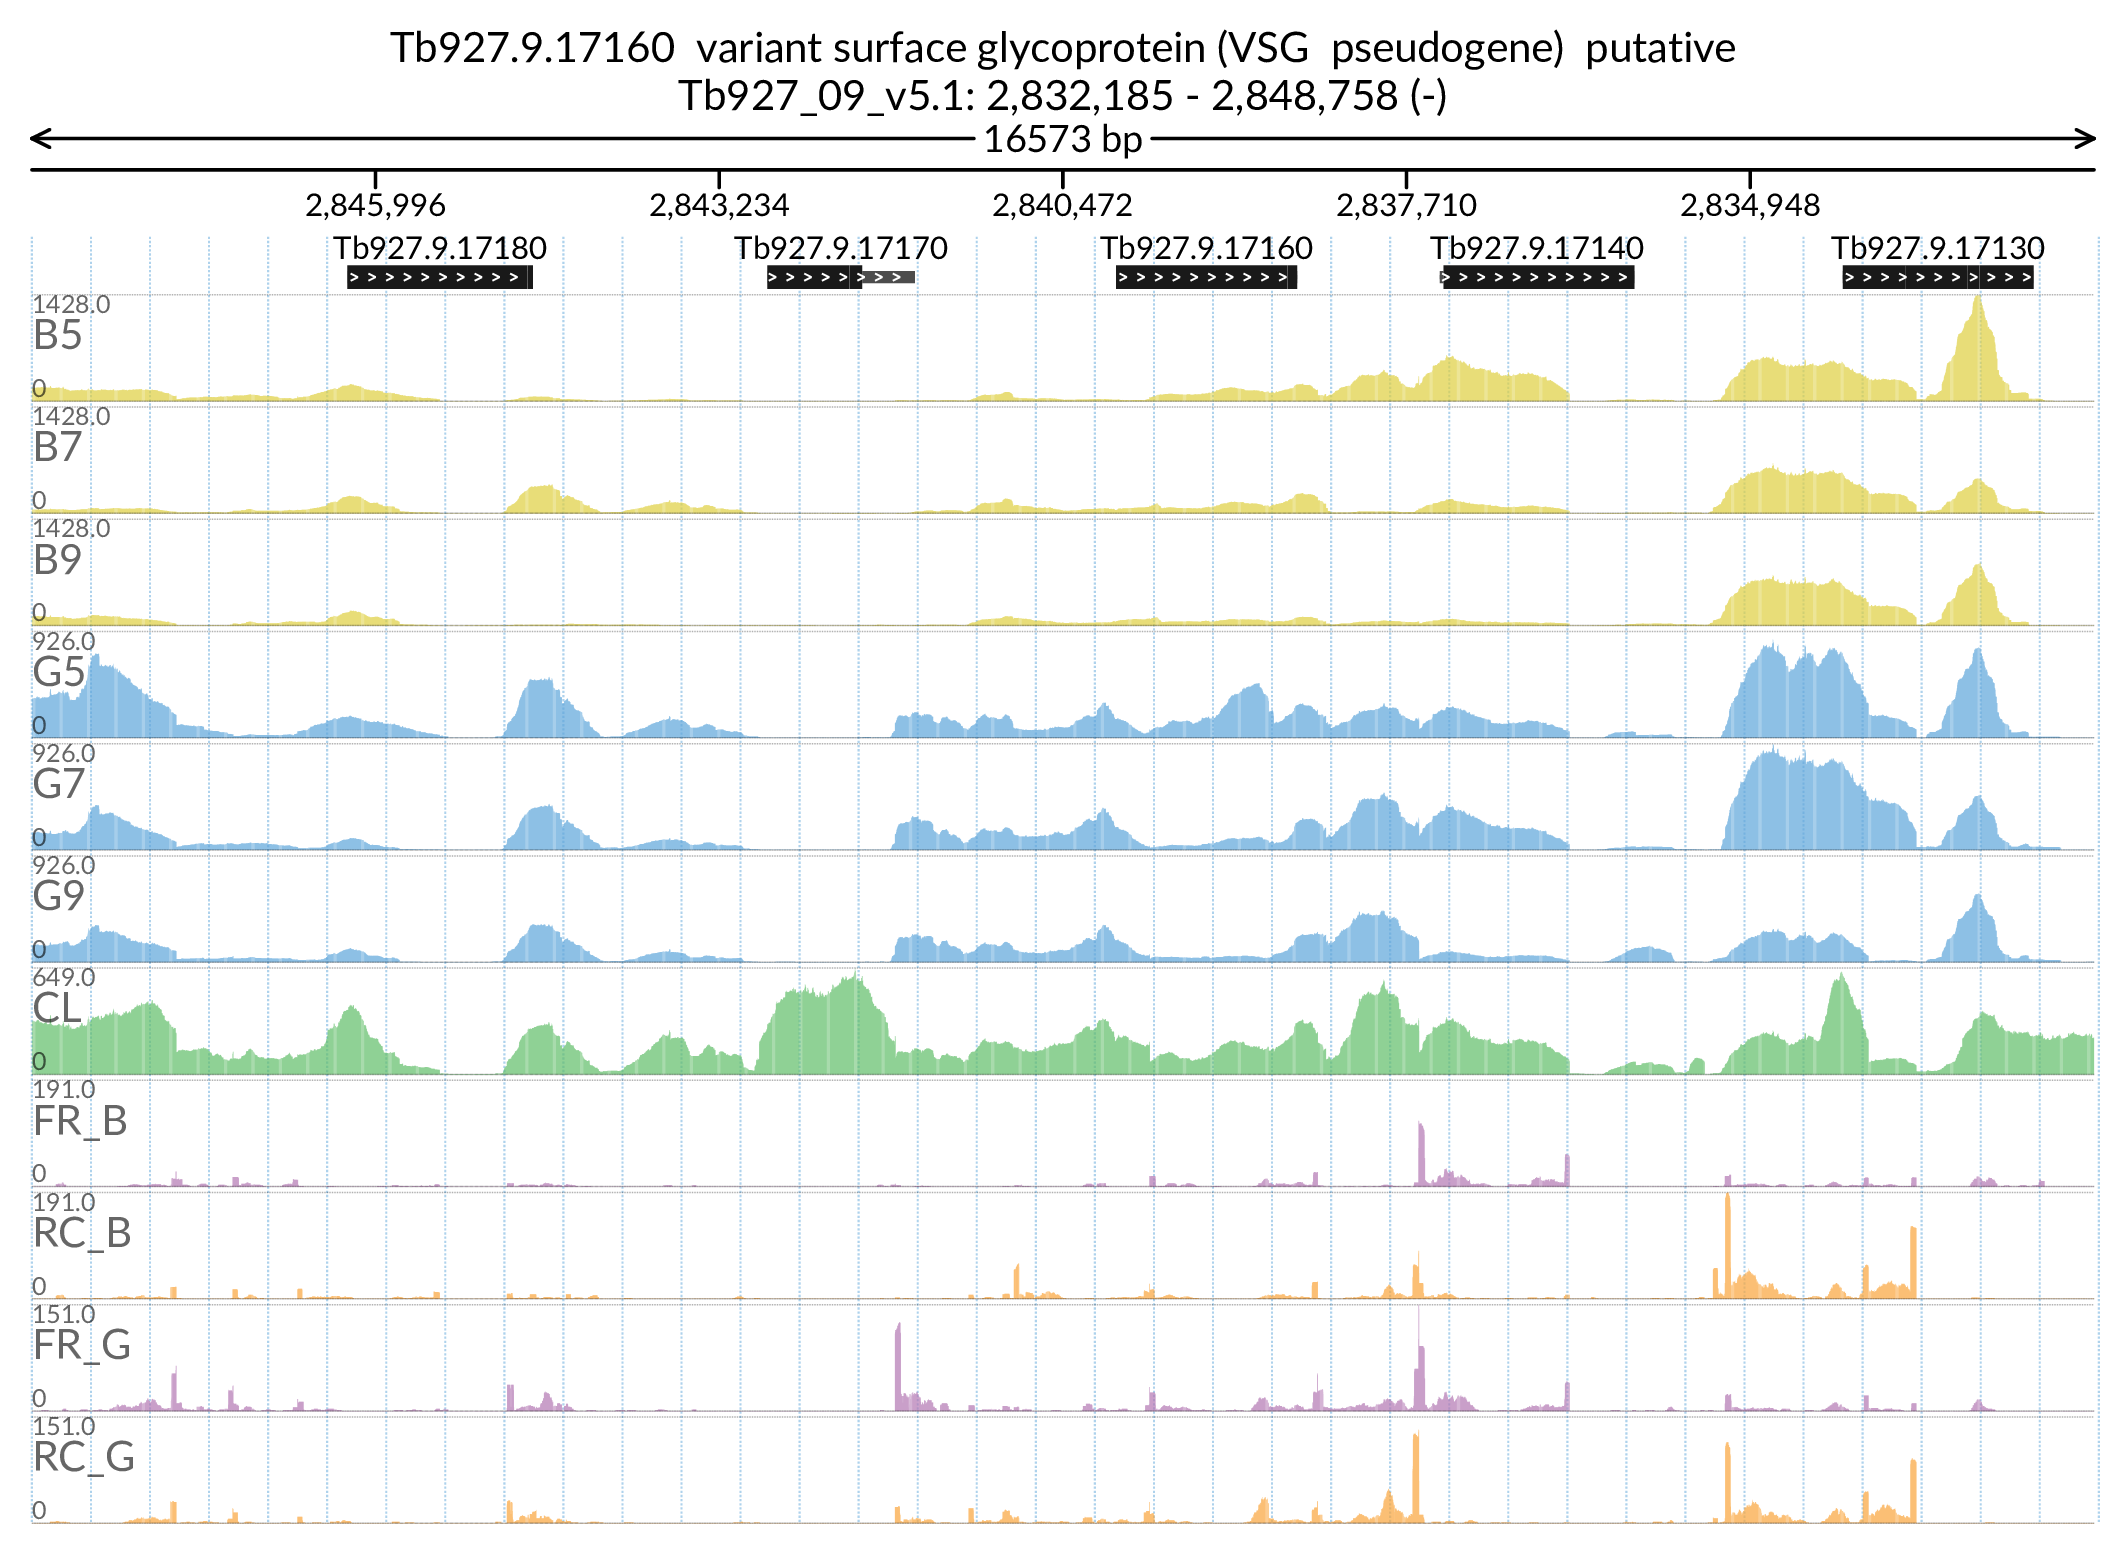 Tb927.9.17160  variant surface glycoprotein (VSG  pseudogene)  putative
Tb927_09_v5.1: 2,832,185 - 2,848,758 (-)
16573 bp
2,845,996 2,843,234 2,840,472 2,837,710 2,834,948
Tb927.9.17180 Tb927.9.17170 Tb927.9.17160 Tb927.9.17140 Tb927.9.17130
1428.0
B5
0
1428.0
B7
0
1428.0
B9
0
926.0
G5
0
926.0
G7
0
926.0
G9
0
649.0
CL
0
191.0
FR_B
0
191.0
RC_B
0
151.0
FR_G
0
151.0
RC_G
0